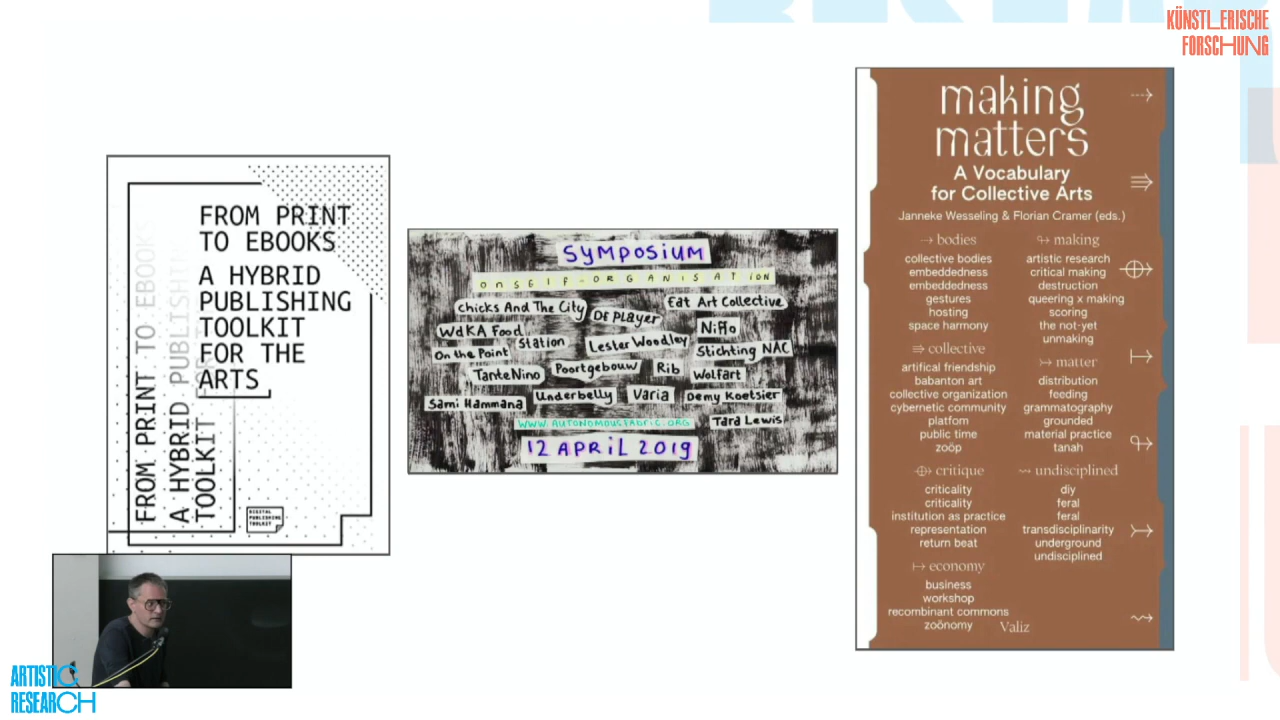 KÜNSTLERISCHE
FORSCHUNG
FROM PRINT
TO EBOOKS
A HYBRID
PUBLISHING
TOOLKIT
FOR THE
ARTS
FROM PRINT TO EBOOKS
A HYBRID PUBLISHING
TOOLKIT
DIGITAL
PUBLISHING
TOOLKIT
SYMPOSIUM
on SELF-ORGANISATION
Chicks And The City
DE PLAYER
Eat Art Collective
WdKA Food
Station
Lester Woodley
Niffo
On the Point
Stichting NAC
TanteNino
Poortgebouw
Rib
Wolfart
Sami Hammana
Underbelly
Varia
Demy Koetsier
WWW.AUTONOMOUSFABRIC.ORG
Tara Lewis
12 APRIL 2019
making
matters
A Vocabulary
for Collective Arts
Janneke Wesseling & Florian Cramer (eds.)
→ bodies
collective bodies
embeddedness
embeddedness
gestures
hosting
space harmony
⇛ collective
artifical friendship
babanton art
collective organization
cybernetic community
platfom
public time
zoöp
critique
criticality
criticality
institution as practice
representation
return beat
↦ economy
business
workshop
recombinant commons
zoönomy
making
artistic research
critical making
destruction
queering x making
scoring
the not-yet
unmaking
matter
distribution
feeding
grammatography
grounded
material practice
tanah
undisciplined
diy
feral
feral
transdisciplinarity
underground
undisciplined
Valiz
ARTISTIC
RESEARCH